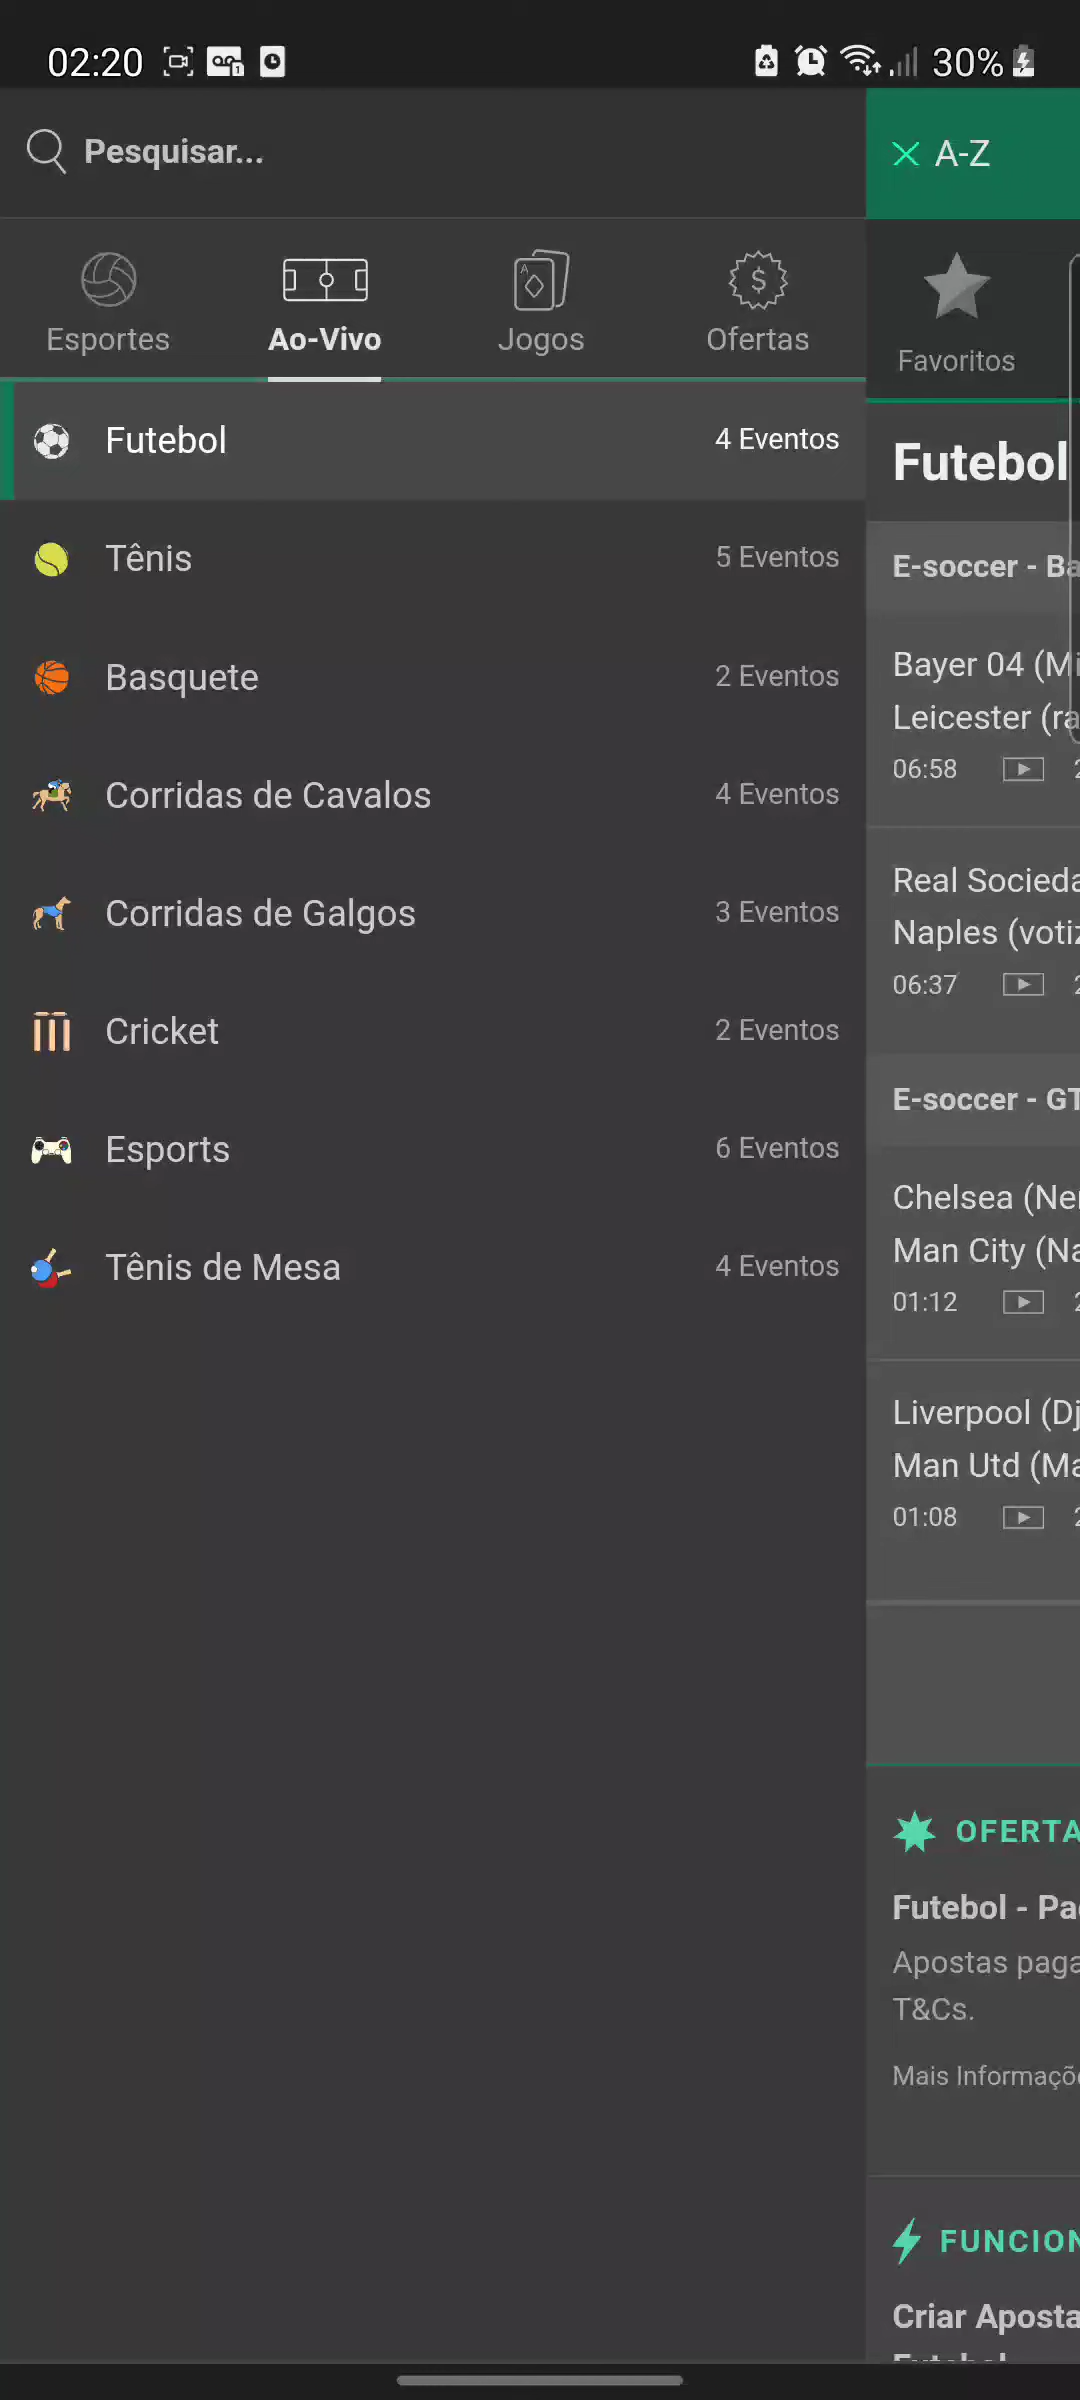 02:20
30%
Pesquisar...
A-Z
Esportes
Ao-Vivo
Jogos
Ofertas
Favoritos
Futebol 4 Eventos
Tênis 5 Eventos
Basquete 2 Eventos
Corridas de Cavalos 4 Eventos
Corridas de Galgos 3 Eventos
Cricket 2 Eventos
Esports 6 Eventos
Tênis de Mesa 4 Eventos
Futebol
E-soccer - Ba
Bayer 04 (Mi
Leicester (ra
06:58
Real Socieda
Naples (votiz
06:37
E-soccer - GT
Chelsea (Ne
Man City (Na
01:12
Liverpool (Dj
Man Utd (Ma
01:08
OFERTA
Futebol - Pa
Apostas paga
T&Cs.
Mais Informaçõ
FUNCION
Criar Aposta